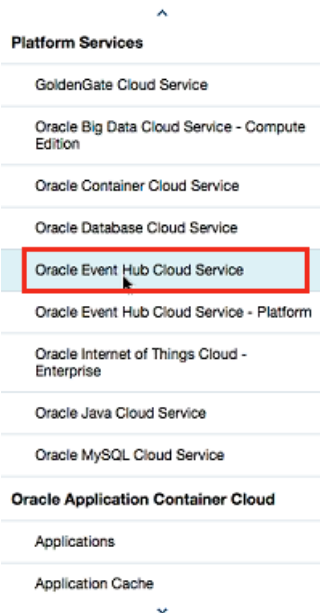 Platform Services
GoldenGate Cloud Service
Oracle Big Data Cloud Service - Compute
Edition
Oracle Container Cloud Service
Oracle Database Cloud Service
Oracle Event Hub Cloud Service
Oracle Event Hub Cloud Service - Platform
Oracle Internet of Things Cloud -
Enterprise
Oracle Java Cloud Service
Oracle MySQL Cloud Service
Oracle Application Container Cloud
Applications
Application Cache